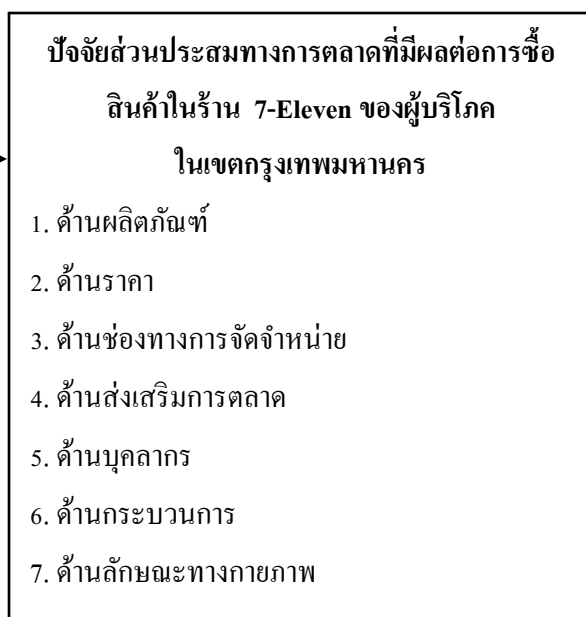 ปัจจัยส่วนประสมทางการตลาดที่มีผลต่อการซื้อ
สินค้าในร้าน 7-Eleven ของผู้บริโภค
ในเขตกรุงเทพมหานคร
1. ด้านผลิตภัณฑ์
2. ด้านราคา
3. ด้านช่องทางการจัดจำหน่าย
4. ด้านส่งเสริมการตลาด
5. ด้านบุคลากร
6. ด้านกระบวนการ
7. ด้านลักษณะทางกายภาพ